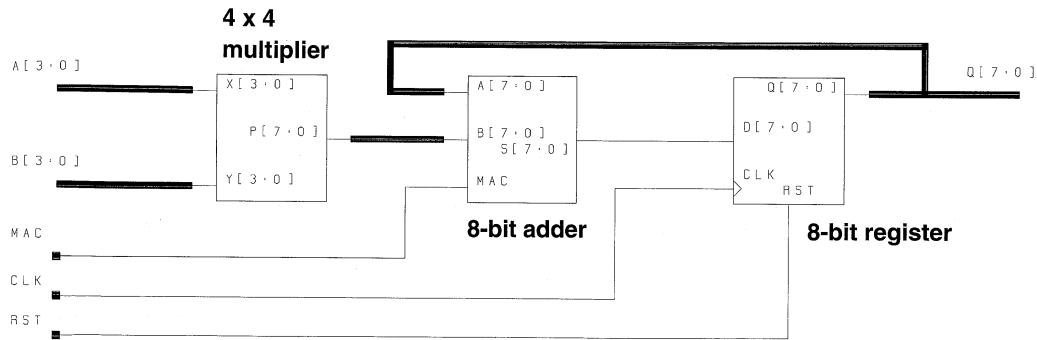 4 x 4
multiplier
A[3:0]
X[3:0]
P[7:0]
B[3:0]
Y[3:0]
A[7:0]
B[7:0]
S[7:0]
MAC
8-bit adder
Q[7:0]
D[7:0]
CLK
RST
8-bit register
Q[7:0]
MAC
CLK
RST